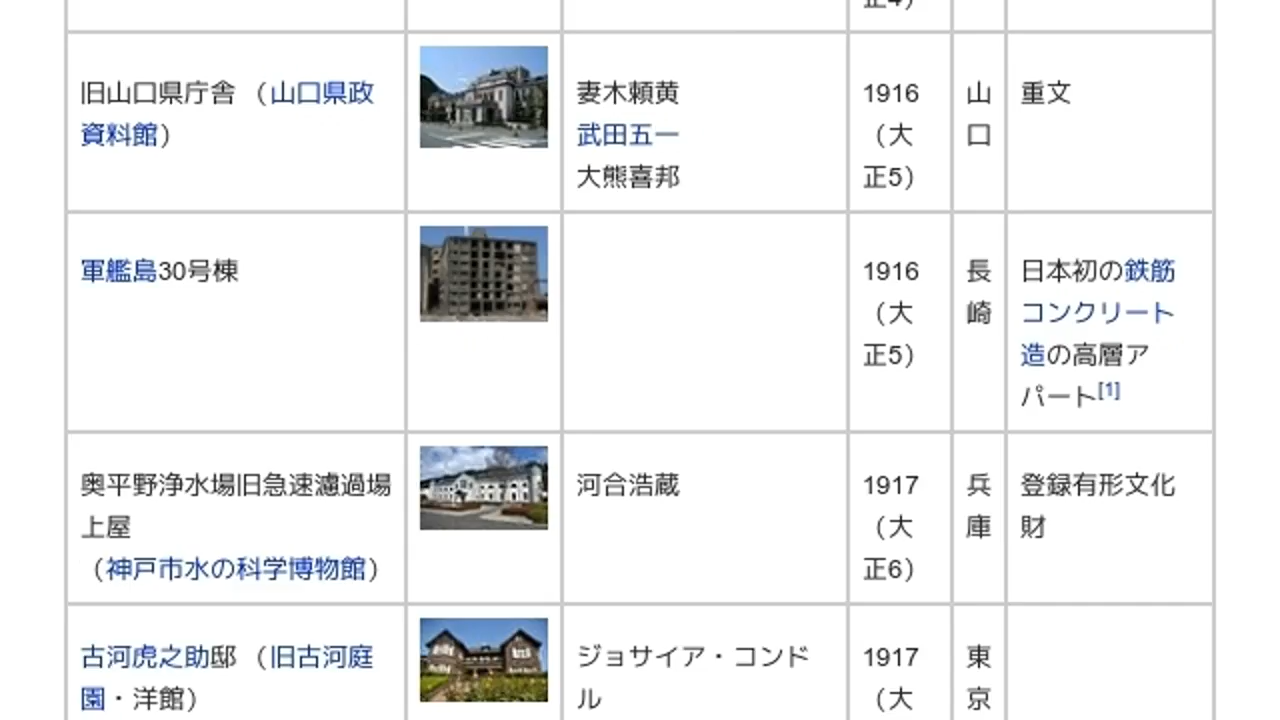 正4）
旧山口県庁舎 （山口県政
資料館）
妻木頼黄
武田五一
大熊喜邦
1916
（大
正5）
山
口
重文
軍艦島30号棟
1916
（大
正5）
長
崎
日本初の鉄筋
コンクリート
造の高層ア
パート[1]
奥平野浄水場旧急速濾過場
上屋
（神戸市水の科学博物館）
河合浩蔵
1917
（大
正6）
兵
庫
登録有形文化
財
古河虎之助邸 （旧古河庭
園・洋館）
ジョサイア・コンド
ル
1917
（大
東
京